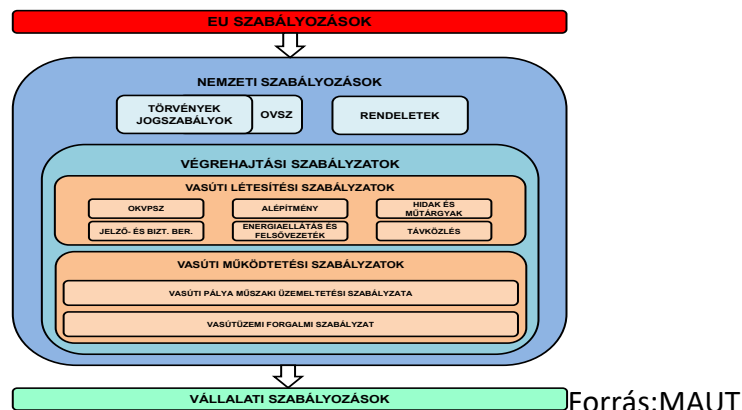 EU SZABÁLYOZÁSOK
NEMZETI SZABÁLYOZÁSOK
TÖRVÉNYEK
JOGSZABÁLYOK
OVSZ
RENDELETEK
VÉGREHAJTÁSI SZABÁLYZATOK
VASÚTI LÉTESÍTÉSI SZABÁLYZATOK
OKVPSZ
ALÉPÍTMÉNY
HIDAK ÉS
MŰTÁRGYAK
JELZŐ- ÉS BIZT. BER.
ENERGIAELLÁTÁS ÉS
FELSŐVEZETÉK
TÁVKÖZLÉS
VASÚTI MŰKÖDTETÉSI SZABÁLYZATOK
VASÚTI PÁLYA MŰSZAKI ÜZEMELTETÉSI SZABÁLYZATA
VASÚTÜZEMI FORGALMI SZABÁLYZAT
VÁLLALATI SZABÁLYOZÁSOK
Forrás:MAUT